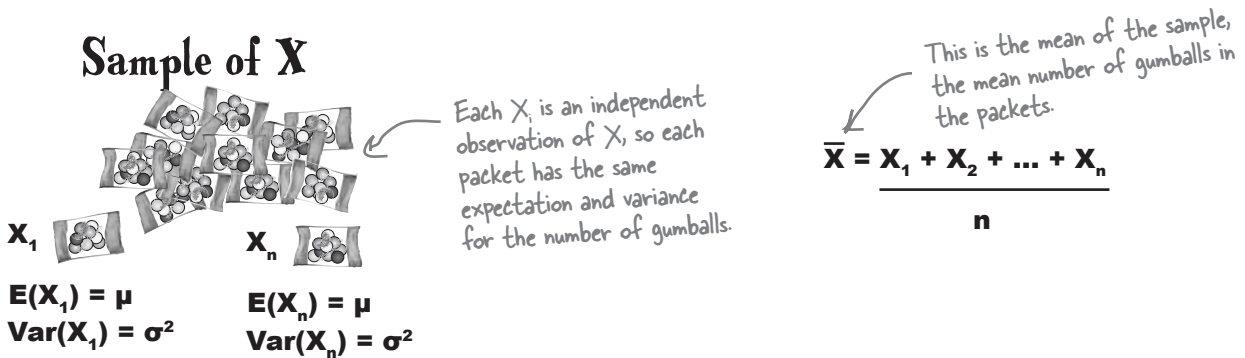 Sample of X
Each Xᵢ is an independent
observation of X, so each
packet has the same
expectation and variance
for the number of gumballs.
X₁
Xₙ
E(X₁) = μ
Var(X₁) = σ²
E(Xₙ) = μ
Var(Xₙ) = σ²
This is the mean of the sample,
the mean number of gumballs in
the packets.
X̅ = X₁ + X₂ + ... + Xₙ
n